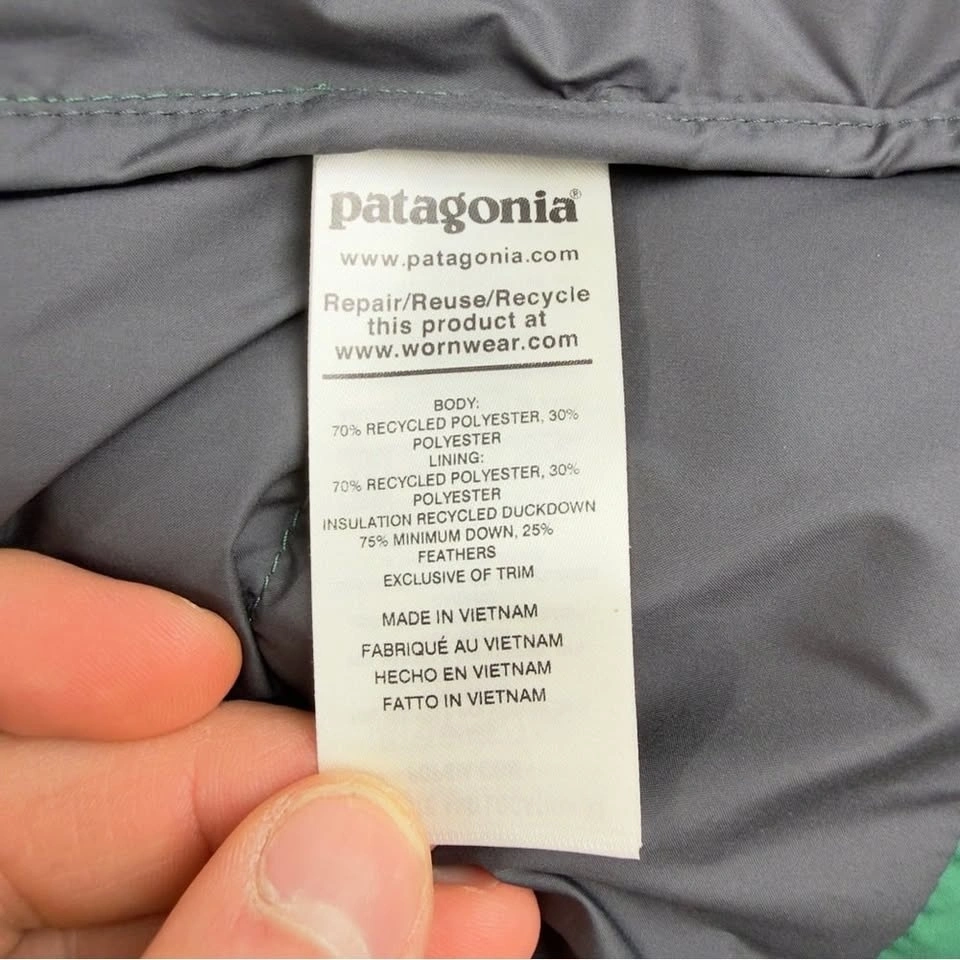 patagonia®
www.patagonia.com
Repair/Reuse/Recycle
this product at
www.wornwear.com
BODY:
70% RECYCLED POLYESTER, 30%
POLYESTER
LINING:
70% RECYCLED POLYESTER, 30%
POLYESTER
INSULATION RECYCLED DUCKDOWN
75% MINIMUM DOWN, 25%
FEATHERS
EXCLUSIVE OF TRIM
MADE IN VIETNAM
FABRIQUÉ AU VIETNAM
HECHO EN VIETNAM
FATTO IN VIETNAM